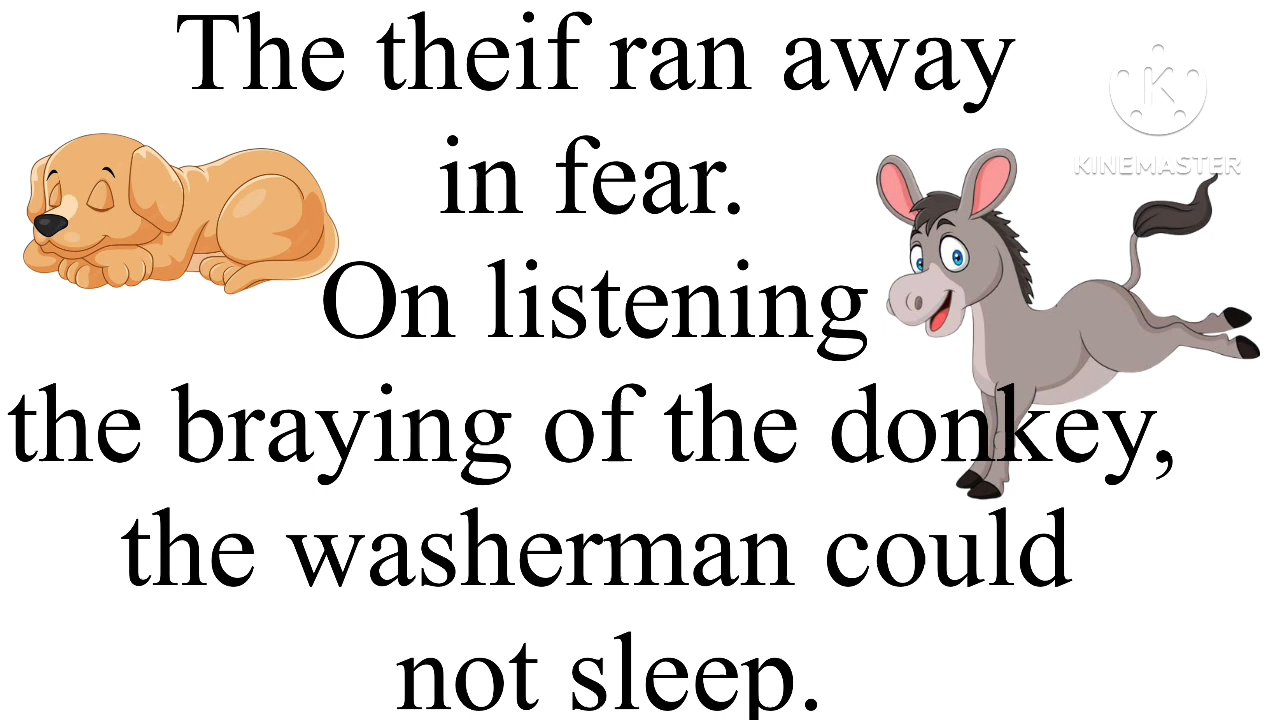 The theif ran away
in fear.
On listening
the braying of the donkey,
the washerman could
not sleep.
K
KINEMASTER